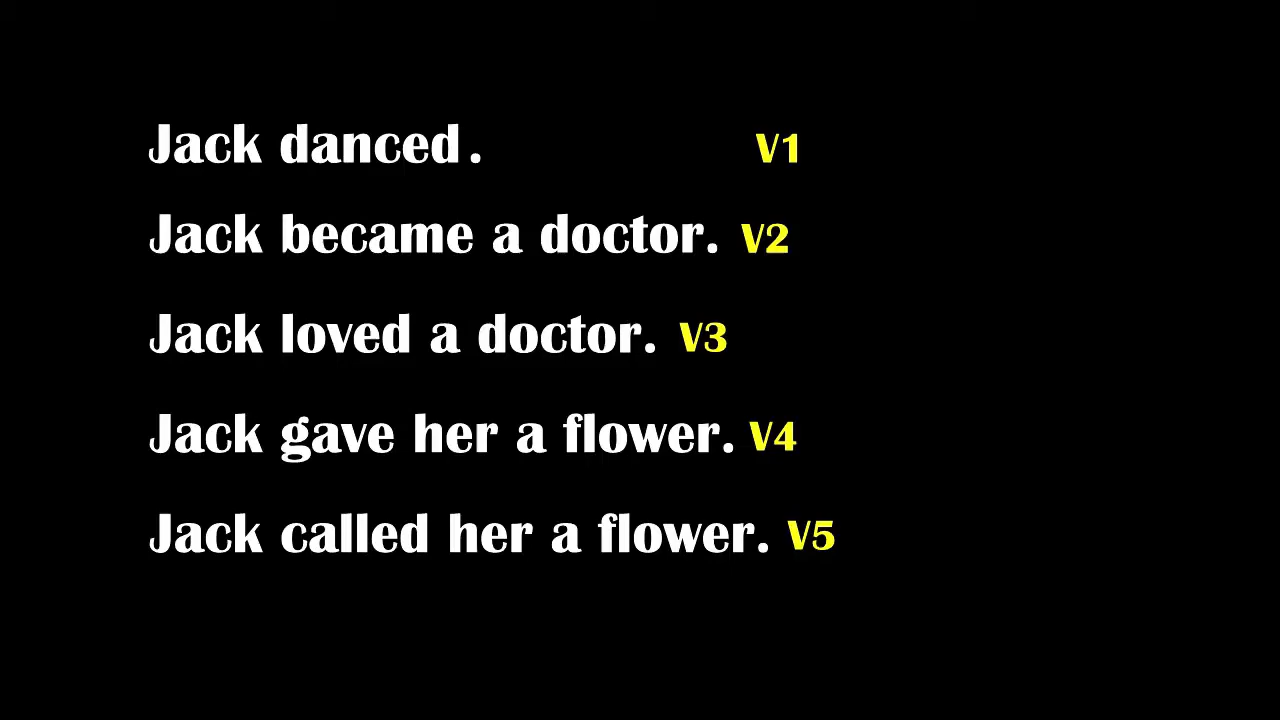 Jack danced. V1
Jack became a doctor. V2
Jack loved a doctor. V3
Jack gave her a flower. V4
Jack called her a flower. V5